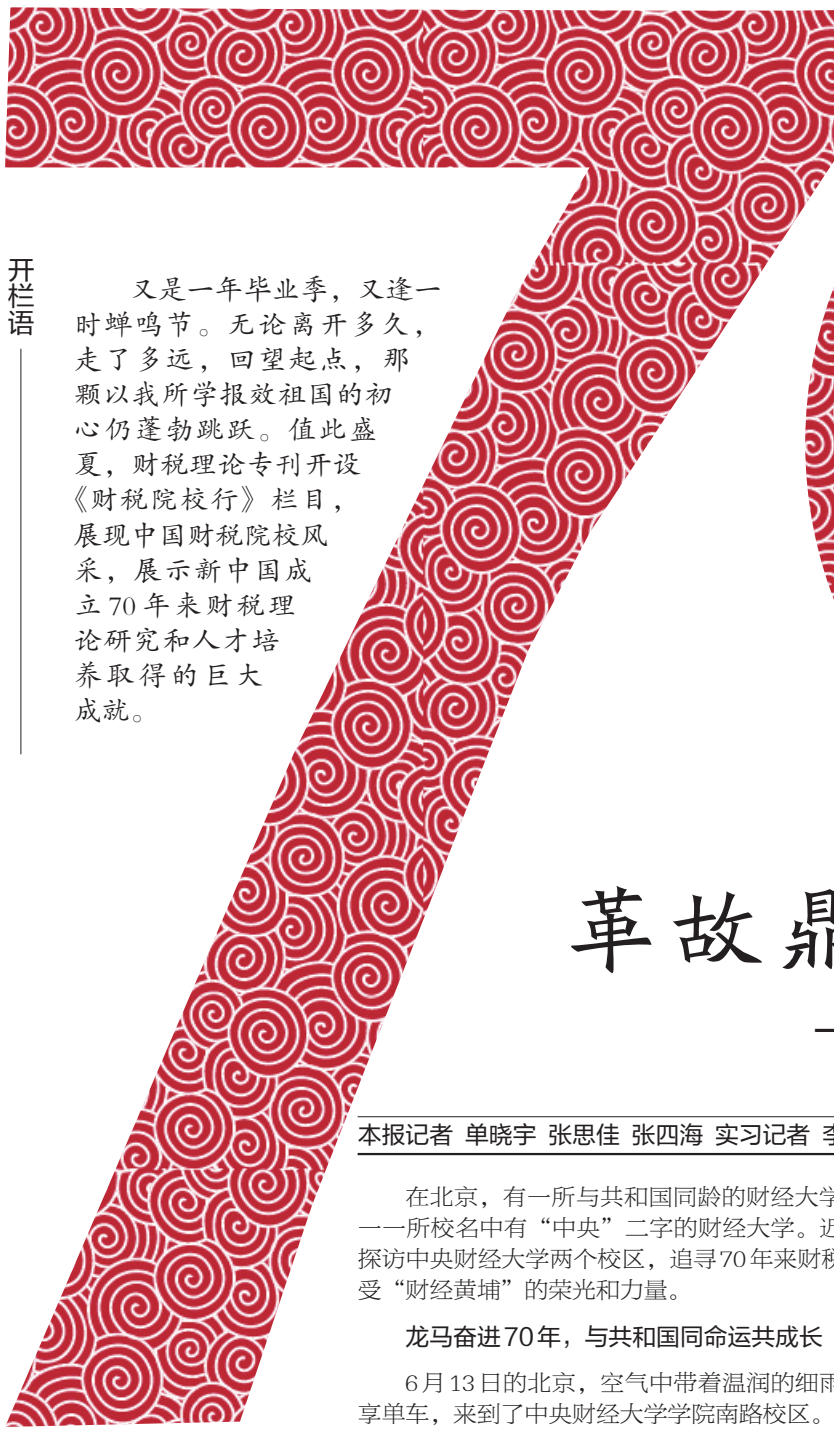 开栏语
又是一年毕业季，又逢一
时蝉鸣节。无论离开多久，
走了多远，回望起点，那
颗以我所学报效祖国的初
心仍蓬勃跳跃。值此盛
夏，财税理论专刊开设
《财税院校行》栏目，
展现中国财税院校风
采，展示新中国成
立70年来财税理
论研究和人才培
养取得的巨大
成就。
革故鼎
本报记者 单晓宇 张思佳 张四海 实习记者 李
在北京，有一所与共和国同龄的财经大学
一一所校名中有“中央”二字的财经大学。近
探访中央财经大学两个校区，追寻70年来财税
受“财经黄埔”的荣光和力量。
龙马奋进70年，与共和国同命运共成长
6月13日的北京，空气中带着温润的细雨
享单车，来到了中央财经大学学院南路校区。